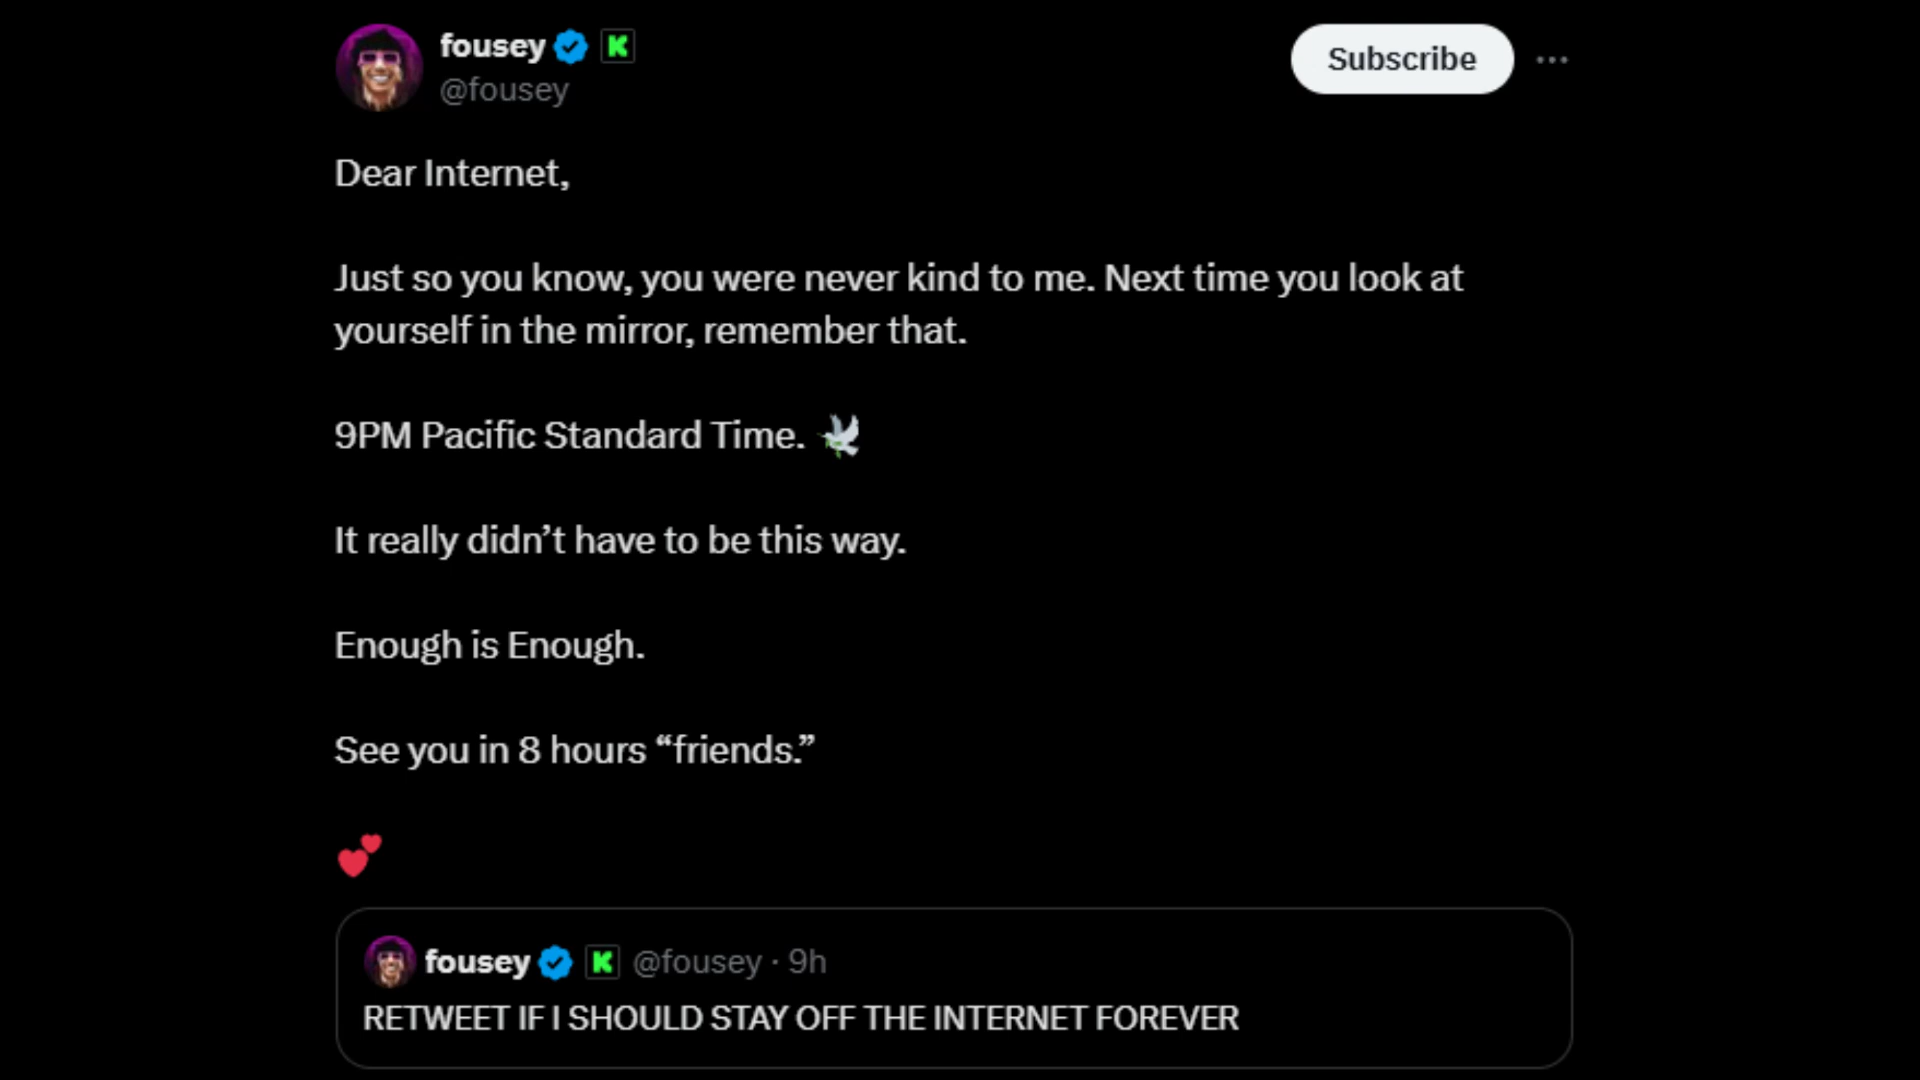 fousey K
@fousey
Subscribe
Dear Internet,
Just so you know, you were never kind to me. Next time you look at
yourself in the mirror, remember that.
9PM Pacific Standard Time. 🕊️
It really didn’t have to be this way.
Enough is Enough.
See you in 8 hours “friends.”
💕
fousey K @fousey · 9h
RETWEET IF I SHOULD STAY OFF THE INTERNET FOREVER